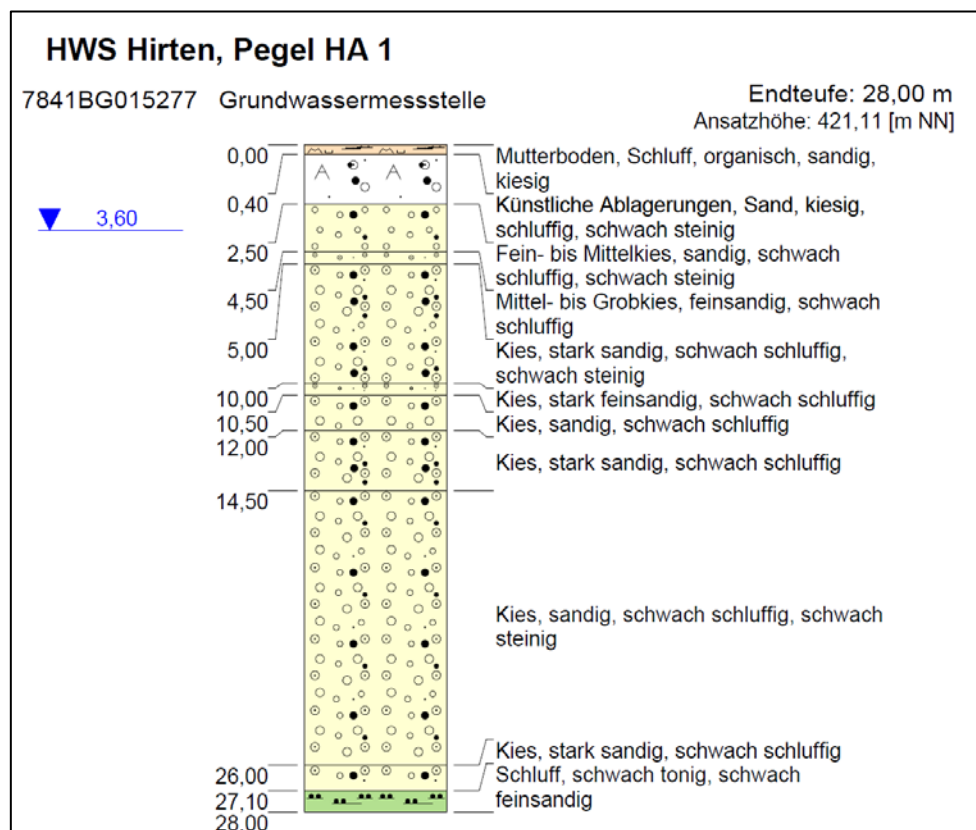 HWS Hirten, Pegel HA 1
7841BG015277 Grundwassermessstelle
Endteufe: 28,00 m
Ansatzhöhe: 421,11 [m NN]
0,00
Mutterboden, Schluff, organisch, sandig,
kiesig
0,40
Künstliche Ablagerungen, Sand, kiesig,
schluffig, schwach steinig
3,60
2,50
Fein- bis Mittelkies, sandig, schwach
schluffig, schwach steinig
4,50
Mittel- bis Grobkies, feinsandig, schwach
schluffig
5,00
Kies, stark sandig, schwach schluffig,
schwach steinig
10,00
Kies, stark feinsandig, schwach schluffig
10,50
Kies, sandig, schwach schluffig
12,00
Kies, stark sandig, schwach schluffig
14,50
Kies, sandig, schwach schluffig, schwach
steinig
Kies, stark sandig, schwach schluffig
26,00
Schluff, schwach tonig, schwach
feinsandig
27,10
28,00